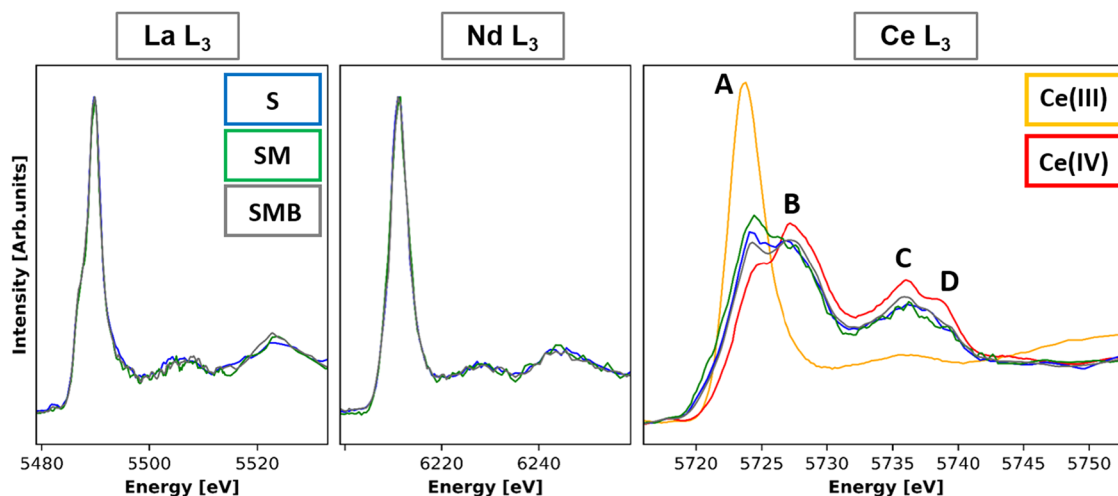 La L₃
Nd L₃
Ce L₃
S
SM
SMB
A
B
C
D
Ce(III)
Ce(IV)
Intensity [Arb.units]
5480 5500 5520
6220 6240
5720 5725 5730 5735 5740 5745 5750
Energy [eV]
Energy [eV]
Energy [eV]